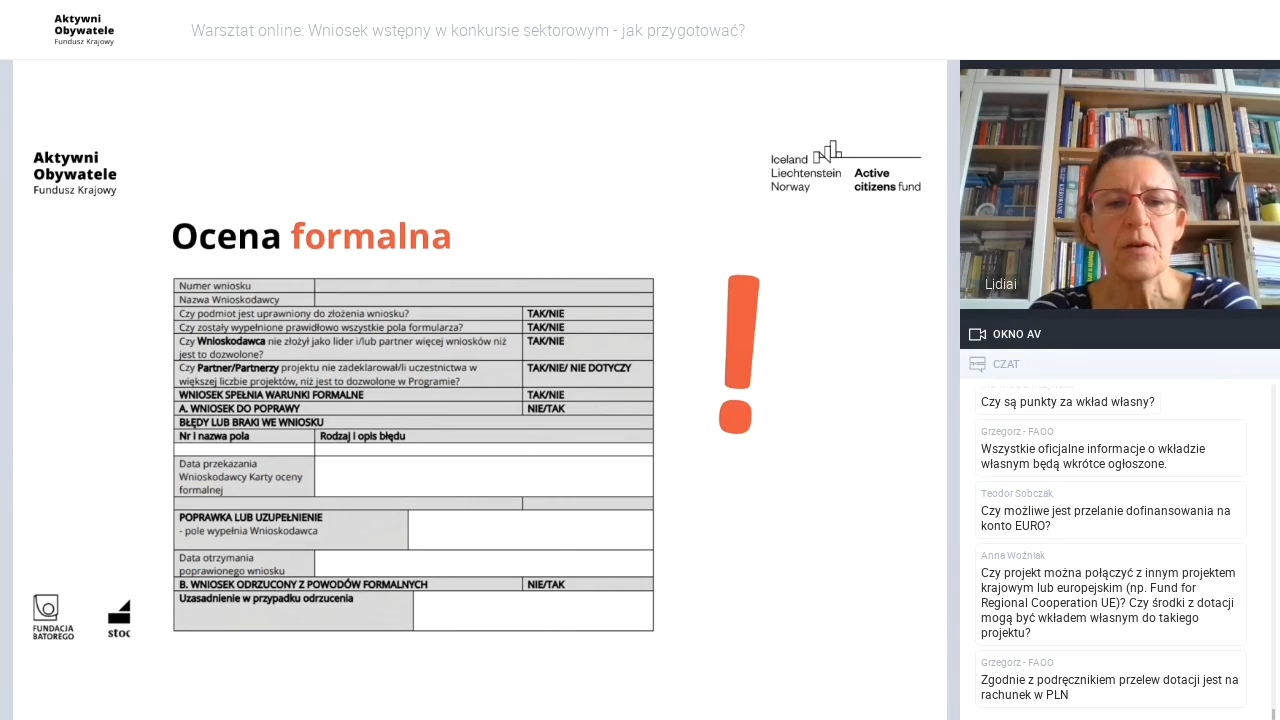 Aktywni
Obywatele
Fundusz Krajowy
Warsztat online: Wniosek wstępny w konkursie sektorowym - jak przygotować?
Aktywni
Obywatele
Fundusz Krajowy
Iceland
Liechtenstein
Norway
Active
citizens fund
Ocena formalna
Numer wniosku
Nazwa Wnioskodawcy
Czy podmiot jest uprawniony do złożenia wniosku?
TAK/NIE
Czy zostały wypełnione prawidłowo wszystkie pola formularza?
TAK/NIE
Czy Wnioskodawca nie złożył jako lider i/lub partner więcej wniosków niż
jest to dozwolone?
TAK/NIE
Czy Partner/Partnerzy projektu nie zadeklarował/li uczestnictwa w
większej liczbie projektów, niż jest to dozwolone w Programie?
TAK/NIE/ NIE DOTYCZY
WNIOSEK SPEŁNIA WARUNKI FORMALNE
TAK/NIE
A. WNIOSEK DO POPRAWY
NIE/TAK
BŁĘDY LUB BRAKI WE WNIOSKU
Nr i nazwa pola
Rodzaj i opis błędu
Data przekazania
Wnioskodawcy Karty oceny
formalnej
POPRAWKA LUB UZUPEŁNIENIE
- pole wypełnia Wnioskodawca
Data otrzymania
poprawionego wniosku
B. WNIOSEK ODRZUCONY Z POWODÓW FORMALNYCH
NIE/TAK
Uzasadnienie w przypadku odrzucenia
!
FUNDACJA
BATOREGO
stoc
Lidiai
OKNO AV
CZAT
Czy są punkty za wkład własny?
Grzegorz - FAOO
Wszystkie oficjalne informacje o wkładzie
własnym będą wkrótce ogłoszone.
Teodor Sobczak
Czy możliwe jest przelanie dofinansowania na
konto EURO?
Anna Woźniak
Czy projekt można połączyć z innym projektem
krajowym lub europejskim (np. Fund for
Regional Cooperation UE)? Czy środki z dotacji
mogą być wkładem własnym do takiego
projektu?
Grzegorz - FAOO
Zgodnie z podręcznikiem przelew dotacji jest na
rachunek w PLN